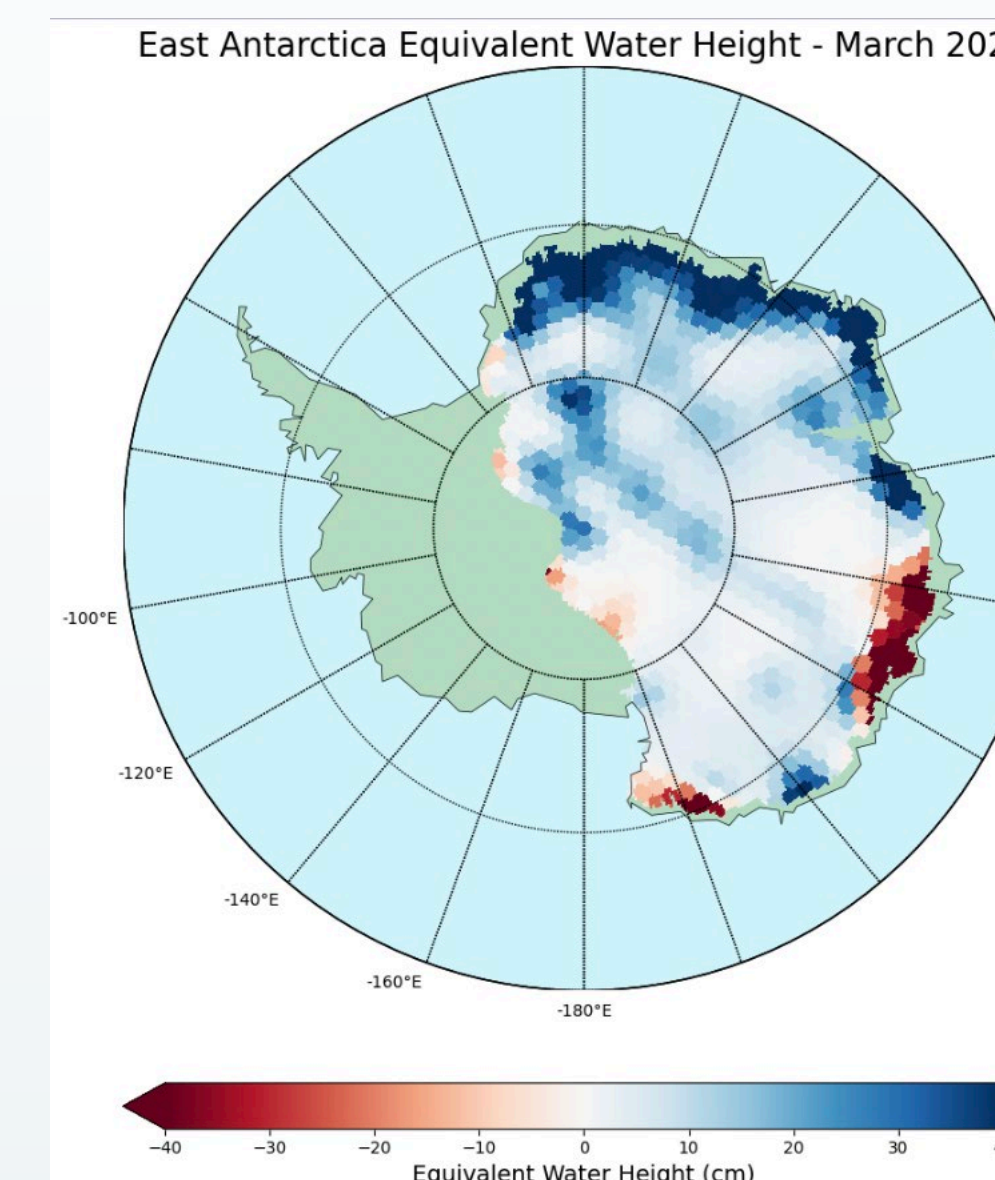 East Antarctica Equivalent Water Height - March 202
-100°E
-120°E
-140°E
-160°E
-180°E
−40 −30 −20 −10 0 10 20 30
Equivalent Water Height (cm)